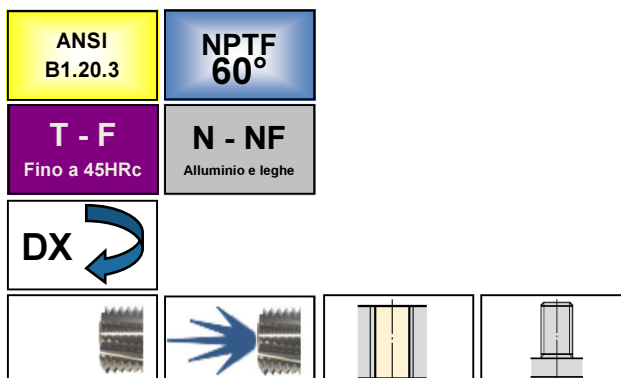 ANSI
B1.20.3
NPTF
60°
T - F
Fino a 45HRc
N - NF
Alluminio e leghe
DX